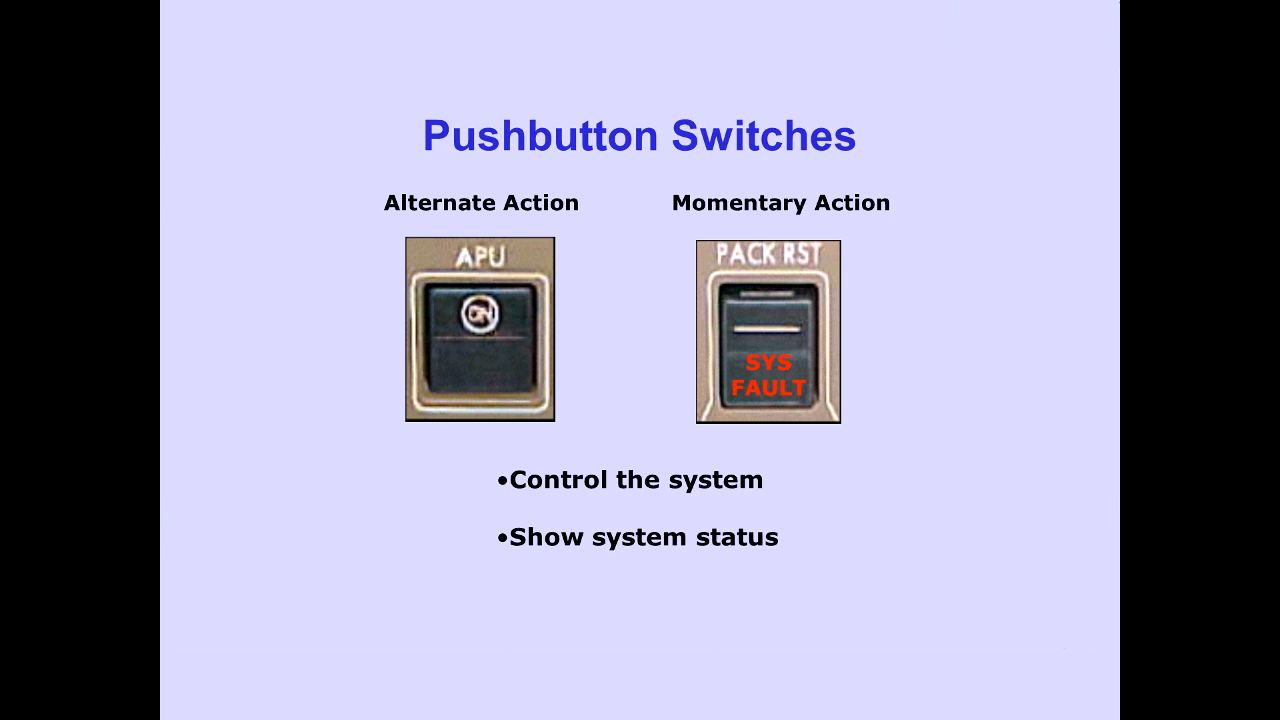 Pushbutton Switches
Alternate Action
Momentary Action
APU
ON
PACK RST
SYS
FAULT
•Control the system
•Show system status